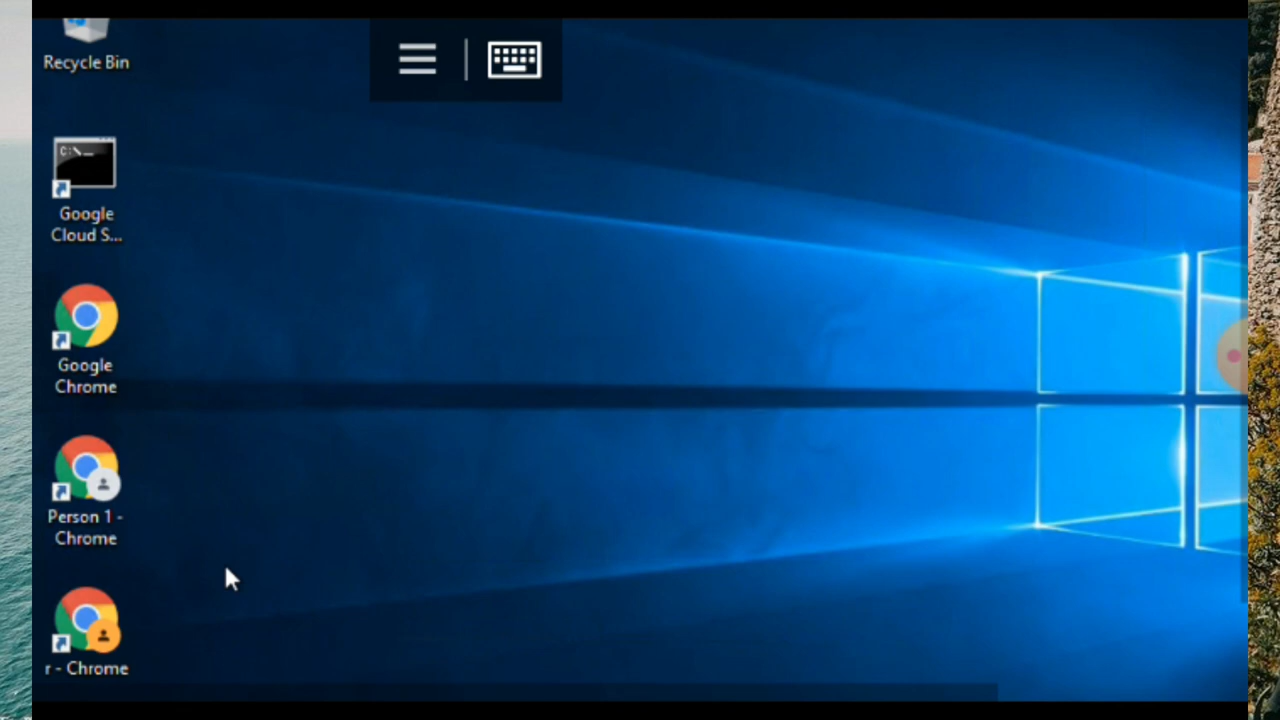 Recycle Bin
C:\_
Google
Cloud S...
Google
Chrome
Person 1 -
Chrome
r - Chrome